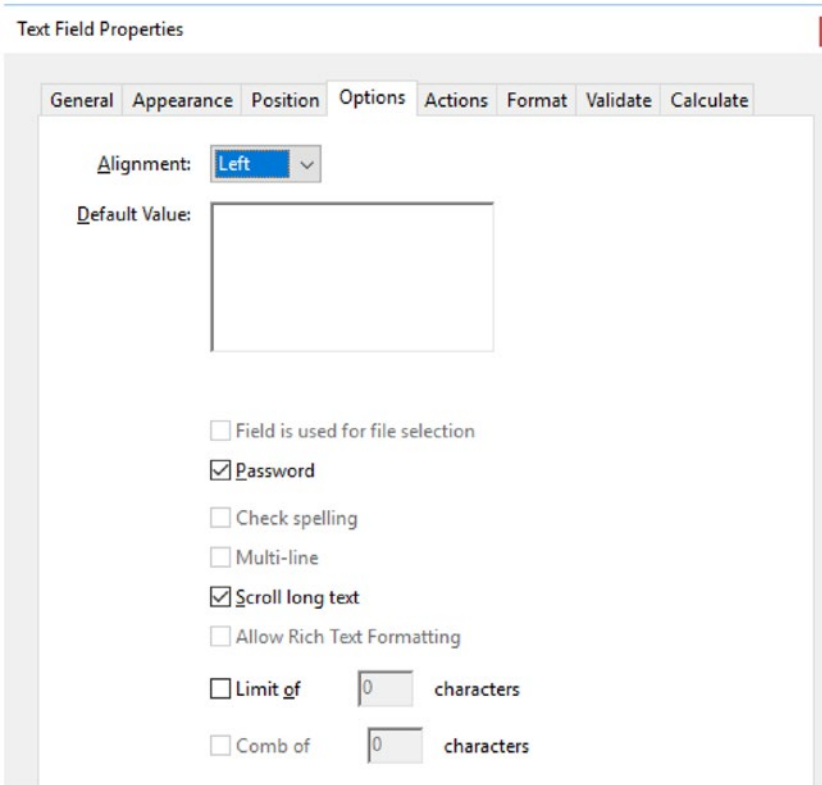 Text Field Properties
General Appearance Position Options Actions Format Validate Calculate
Alignment: Left
Default Value:
Field is used for file selection
Password
Check spelling
Multi-line
Scroll long text
Allow Rich Text Formatting
Limit of 0 characters
Comb of 0 characters